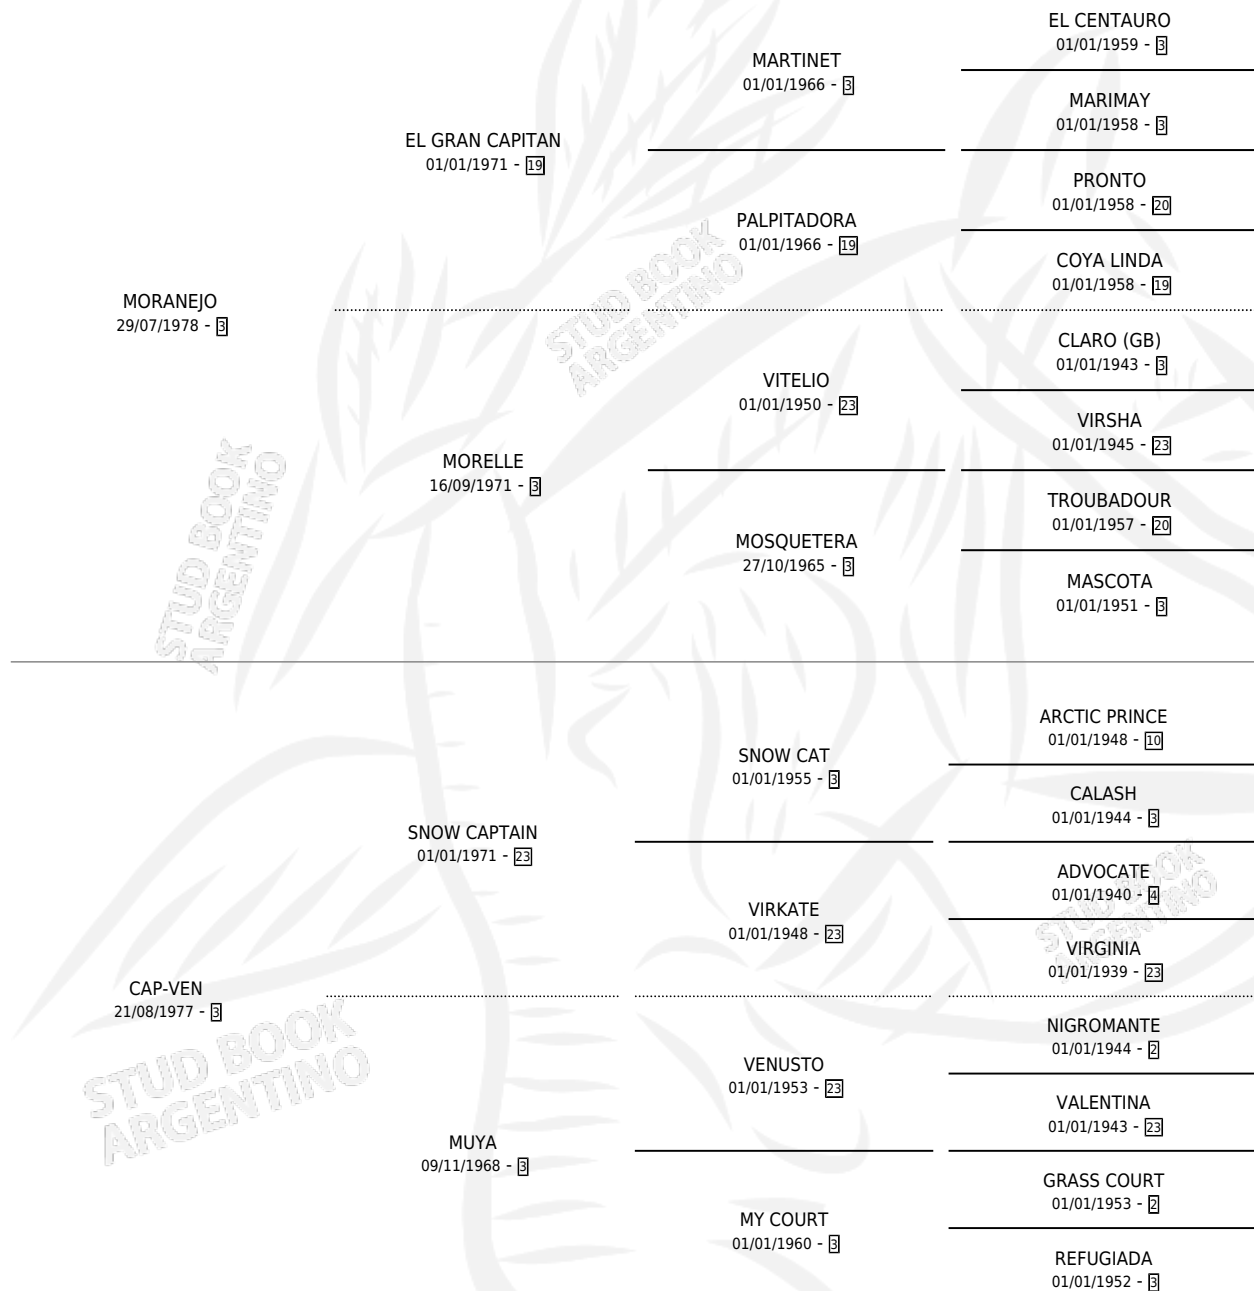 EL CENTAURO
01/01/1959 - 3
MARTINET
01/01/1966 - 3
MARIMAY
01/01/1958 - 3
EL GRAN CAPITAN
01/01/1971 - 19
PRONTO
01/01/1958 - 20
PALPITADORA
01/01/1966 - 19
COYA LINDA
01/01/1958 - 19
MORANEJO
29/07/1978 - 3
CLARO (GB)
01/01/1943 - 3
VITELIO
01/01/1950 - 23
VIRSHA
01/01/1945 - 23
MORELLE
16/09/1971 - 3
TROUBADOUR
01/01/1957 - 20
MOSQUETERA
27/10/1965 - 3
MASCOTA
01/01/1951 - 3
STUD BOOK
ARGENTINO
STUD BOOK
ARGENTINO
ARCTIC PRINCE
01/01/1948 - 10
SNOW CAT
01/01/1955 - 3
CALASH
01/01/1944 - 3
SNOW CAPTAIN
01/01/1971 - 23
ADVOCATE
01/01/1940 - 4
VIRKATE
01/01/1948 - 23
VIRGINIA
01/01/1939 - 23
CAP-VEN
21/08/1977 - 3
NIGROMANTE
01/01/1944 - 2
VENUSTO
01/01/1953 - 23
VALENTINA
01/01/1943 - 23
MUYA
09/11/1968 - 3
GRASS COURT
01/01/1953 - 2
MY COURT
01/01/1960 - 3
REFUGIADA
01/01/1952 - 3
STUD BOOK
ARGENTINO
STUD BOOK
ARGENTINO